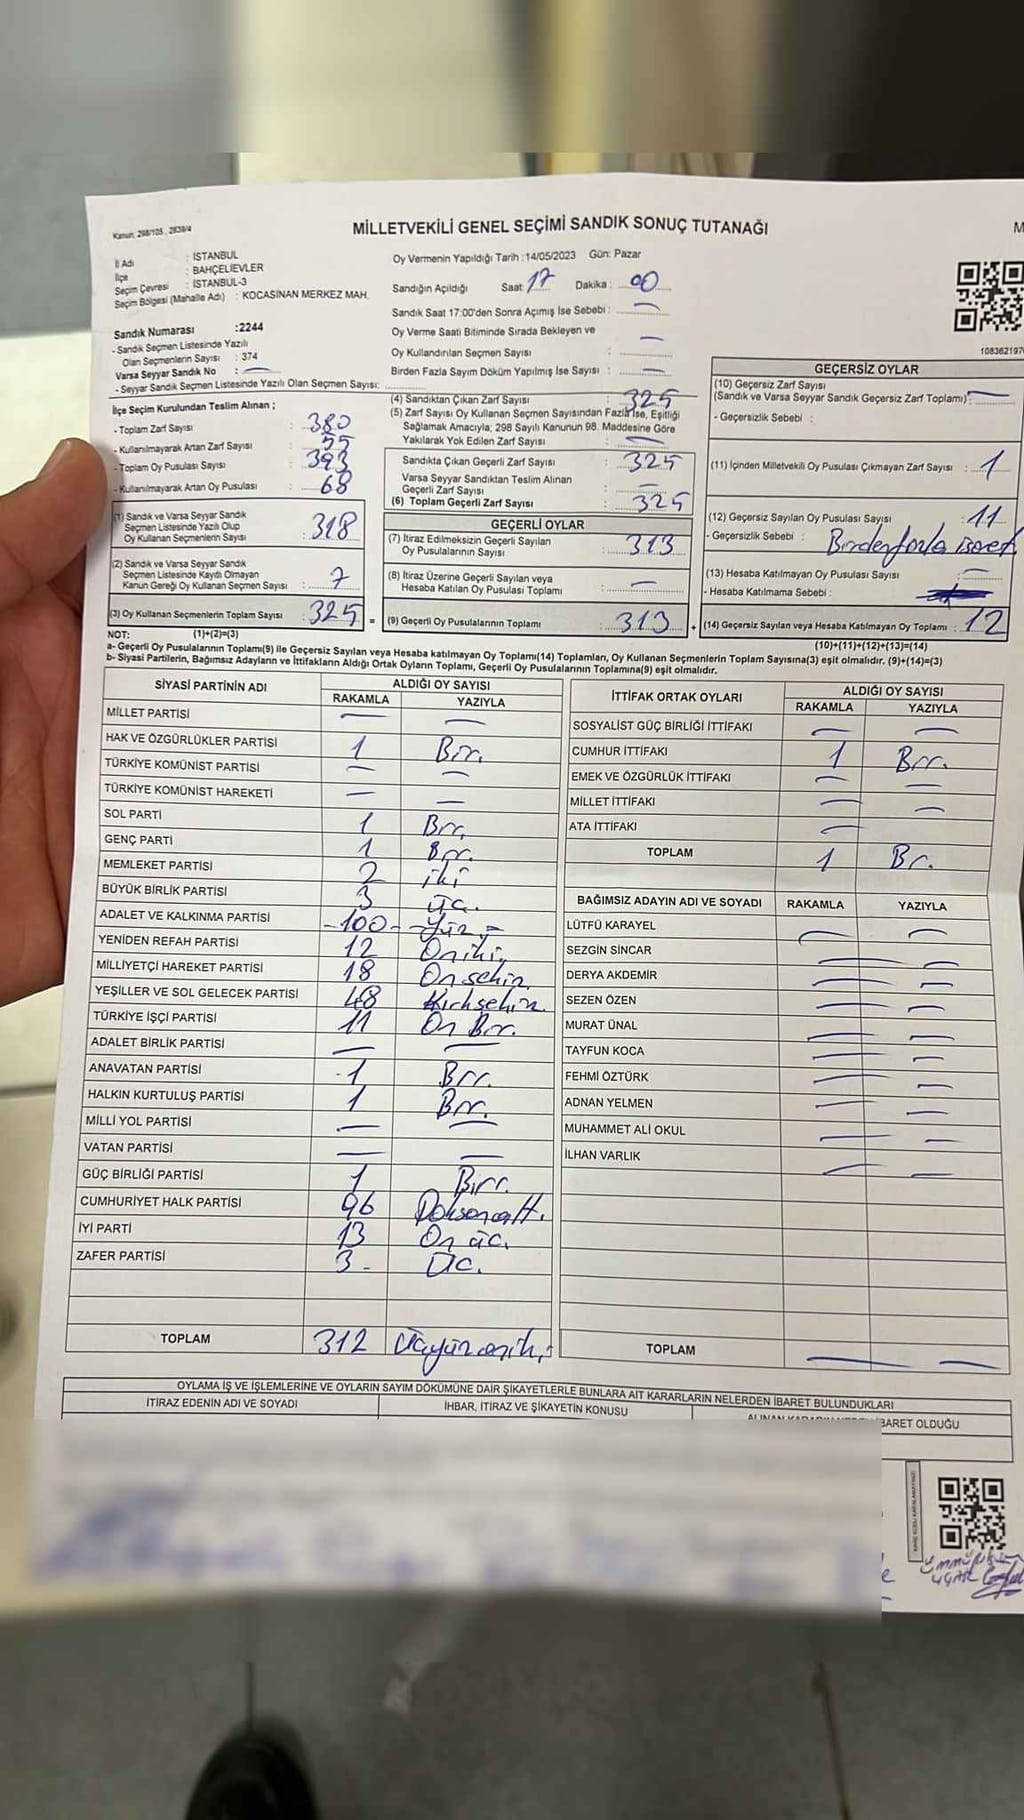 Kanun: 298/105 , 2839/4
MİLLETVEKİLİ GENEL SEÇİMİ SANDIK SONUÇ TUTANAĞI
M
İl Adı : İSTANBUL
İlçe : BAHÇELİEVLER
Seçim Çevresi : İSTANBUL-3
Seçim Bölgesi (Mahalle Adı) : KOCASİNAN MERKEZ MAH.
Sandık Numarası :2244
- Sandık Seçmen Listesinde Yazılı
Olan Seçmenlerin Sayısı : 374
Varsa Seyyar Sandık No : —
- Seyyar Sandık Seçmen Listesinde Yazılı Olan Seçmen Sayısı:
Oy Vermenin Yapıldığı Tarih :14/05/2023 Gün: Pazar
Sandığın Açıldığı Saat : 17 Dakika : 00
Sandık Saat 17:00'den Sonra Açımış İse Sebebi : —
Oy Verme Saati Bitiminde Sırada Bekleyen ve —
Oy Kullandırılan Seçmen Sayısı :
Birden Fazla Sayım Döküm Yapılmış İse Sayısı : —
1083621970
İlçe Seçim Kurulundan Teslim Alınan ;
- Toplam Zarf Sayısı : 380
- Kullanılmayarak Artan Zarf Sayısı : 55
- Toplam Oy Pusulası Sayısı : 393
- Kullanılmayarak Artan Oy Pusulası : 68
(1) Sandık ve Varsa Seyyar Sandık
Seçmen Listesinde Yazılı Olup
Oy Kullanan Seçmenlerin Sayısı : 318
(2) Sandık ve Varsa Seyyar Sandık
Seçmen Listesinde Kayıtlı Olmayan
Kanun Gereği Oy Kullanan Seçmen Sayısı : 7
(3) Oy Kullanan Seçmenlerin Toplam Sayısı : 325 =
(4) Sandıktan Çıkan Zarf Sayısı : 325
(5) Zarf Sayısı Oy Kullanan Seçmen Sayısından Fazla İse, Eşitliği
Sağlamak Amacıyla; 298 Sayılı Kanunun 98. Maddesine Göre
Yakılarak Yok Edilen Zarf Sayısı : —
Sandıkta Çıkan Geçerli Zarf Sayısı : 325
Varsa Seyyar Sandıktan Teslim Alınan
Geçerli Zarf Sayısı : —
(6) Toplam Geçerli Zarf Sayısı : 325
GEÇERLİ OYLAR
(7) İtiraz Edilmeksizin Geçerli Sayılan
Oy Pusulalarının Sayısı : 313
(8) İtiraz Üzerine Geçerli Sayılan veya
Hesaba Katılan Oy Pusulası Toplamı : —
(9) Geçerli Oy Pusulalarının Toplamı : 313 +
GEÇERSİZ OYLAR
(10) Geçersiz Zarf Sayısı
(Sandık ve Varsa Seyyar Sandık Geçersiz Zarf Toplamı) : —
- Geçersizlik Sebebi :
(11) İçinden Milletvekili Oy Pusulası Çıkmayan Zarf Sayısı : 1
(12) Geçersiz Sayılan Oy Pusulası Sayısı : 11
- Geçersizlik Sebebi : Birden fazla işaret
(13) Hesaba Katılmayan Oy Pusulası Sayısı : —
- Hesaba Katılmama Sebebi :
(14) Geçersiz Sayılan veya Hesaba Katılmayan Oy Toplamı : 12
NOT: (1)+(2)=(3) (10)+(11)+(12)+(13)=(14)
a- Geçerli Oy Pusulalarının Toplamı(9) ile Geçersiz Sayılan veya Hesaba katılmayan Oy Toplamı(14) Toplamları, Oy Kullanan Seçmenlerin Toplam Sayısına(3) eşit olmalıdır. (9)+(14)=(3)
b- Siyasi Partilerin, Bağımsız Adayların ve İttifakların Aldığı Ortak Oyların Toplamı, Geçerli Oy Pusulalarının Toplamına(9) eşit olmalıdır.
SİYASİ PARTİNİN ADI ALDIĞI OY SAYISI
RAKAMLA YAZIYLA
MİLLET PARTİSİ — —
HAK VE ÖZGÜRLÜKLER PARTİSİ 1 Bir.
TÜRKİYE KOMÜNİST PARTİSİ — —
TÜRKİYE KOMÜNİST HAREKETİ — —
SOL PARTİ 1 Bir.
GENÇ PARTİ 1 Bir.
MEMLEKET PARTİSİ 2 iki
BÜYÜK BİRLİK PARTİSİ 3 üç.
ADALET VE KALKINMA PARTİSİ -100- -Yüz.-
YENİDEN REFAH PARTİSİ 12 Oniki.
MİLLİYETÇİ HAREKET PARTİSİ 18 Onsekiz.
YEŞİLLER VE SOL GELECEK PARTİSİ 48 Kırksekiz.
TÜRKİYE İŞÇİ PARTİSİ 11 On Bir.
ADALET BİRLİK PARTİSİ — —
ANAVATAN PARTİSİ -1 Bir.
HALKIN KURTULUŞ PARTİSİ 1 Bir.
MİLLİ YOL PARTİSİ — —
VATAN PARTİSİ — —
GÜÇ BİRLİĞİ PARTİSİ 1 Bir.
CUMHURİYET HALK PARTİSİ 96 Doksanaltı.
İYİ PARTİ 13 On üç.
ZAFER PARTİSİ 3- Üç.
TOPLAM 312 Üçyüzoniki
İTTİFAK ORTAK OYLARI ALDIĞI OY SAYISI
RAKAMLA YAZIYLA
SOSYALİST GÜÇ BİRLİĞİ İTTİFAKI — —
CUMHUR İTTİFAKI 1 Bir.
EMEK VE ÖZGÜRLÜK İTTİFAKI — —
MİLLET İTTİFAKI — —
ATA İTTİFAKI —
TOPLAM 1 Bir.
BAĞIMSIZ ADAYIN ADI VE SOYADI RAKAMLA YAZIYLA
LÜTFÜ KARAYEL — —
SEZGİN SİNCAR — —
DERYA AKDEMİR — —
SEZEN ÖZEN — —
MURAT ÜNAL — —
TAYFUN KOCA — —
FEHMİ ÖZTÜRK — —
ADNAN YELMEN — —
MUHAMMET ALİ OKUL — —
İLHAN VARLIK — —
TOPLAM — —
OYLAMA İŞ VE İŞLEMLERİNE VE OYLARIN SAYIM DÖKÜMÜNE DAİR ŞİKAYETLERLE BUNLARA AİT KARARLARIN NELERDEN İBARET BULUNDUKLARI
İTİRAZ EDENİN ADI VE SOYADI İHBAR, İTİRAZ VE ŞİKAYETİN KONUSU İBARET OLDUĞU